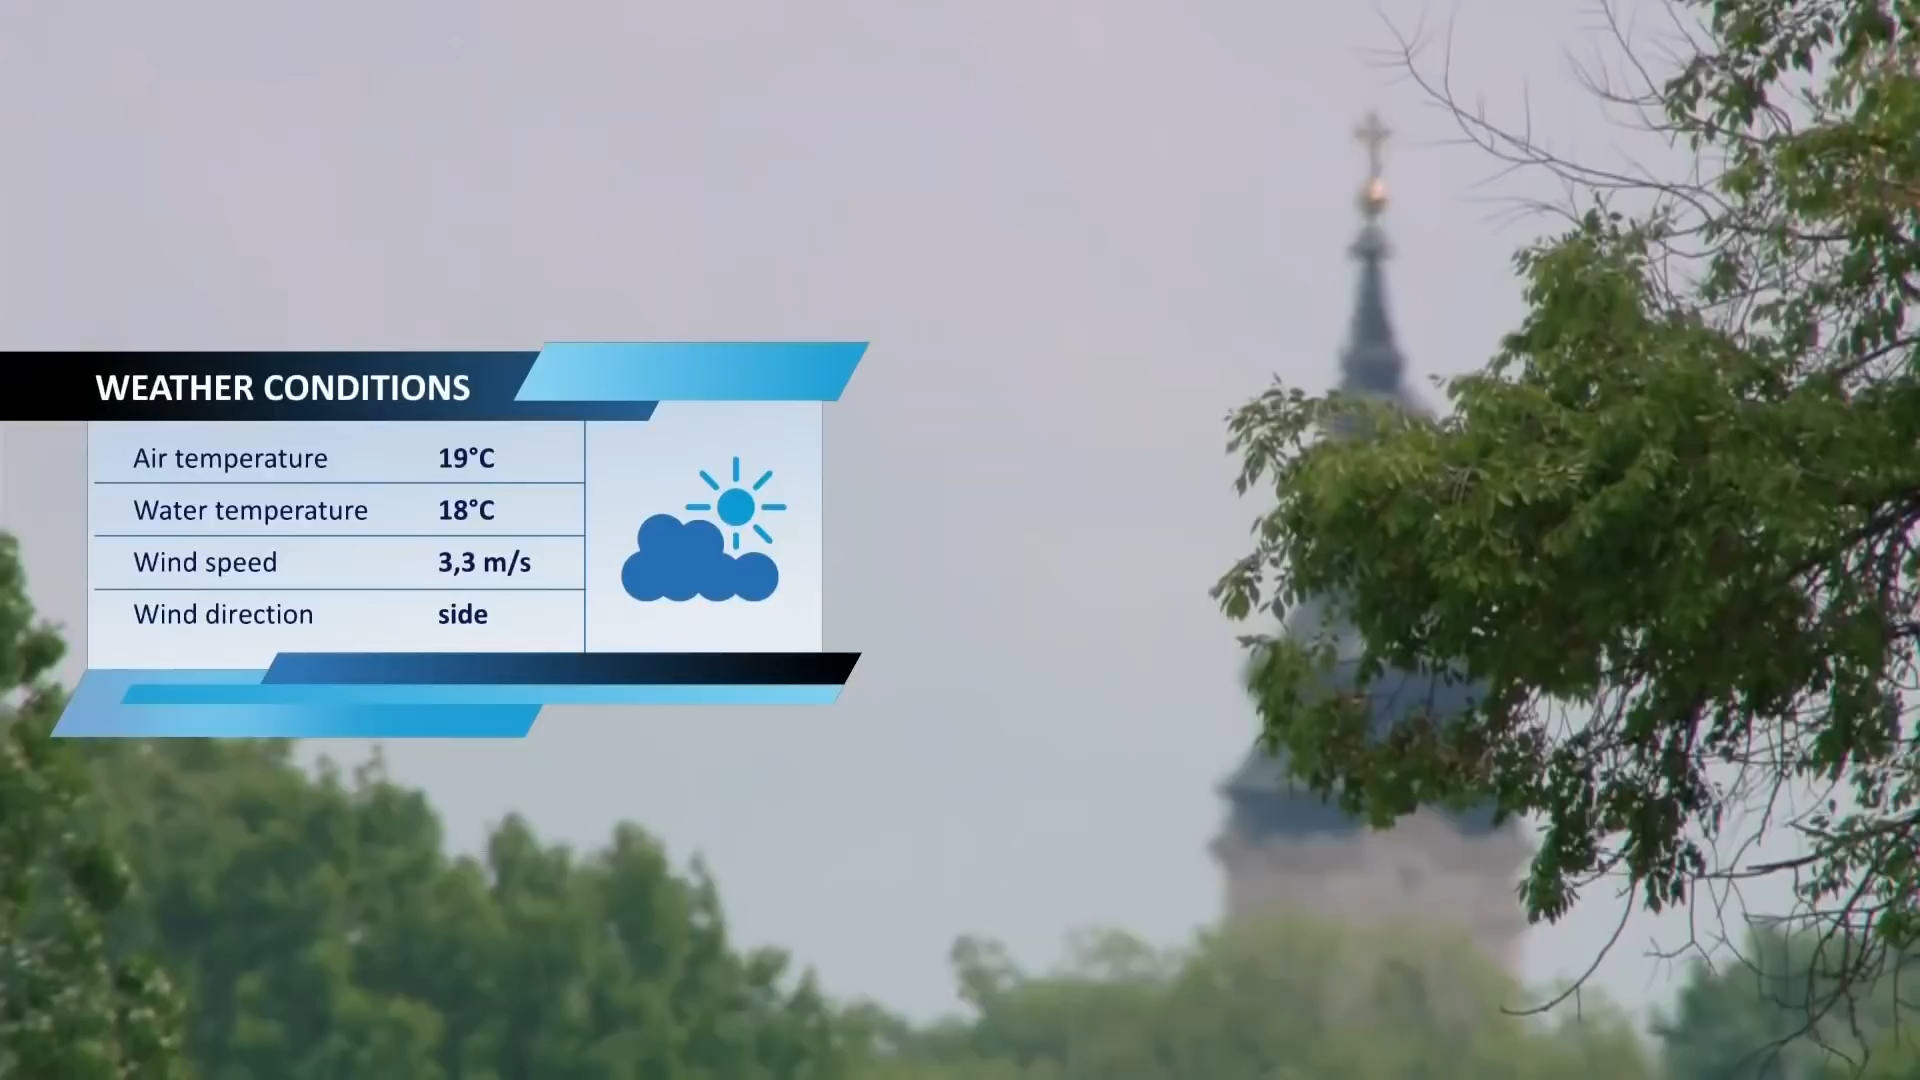 WEATHER CONDITIONS
Air temperature 19°C
Water temperature 18°C
Wind speed 3,3 m/s
Wind direction side